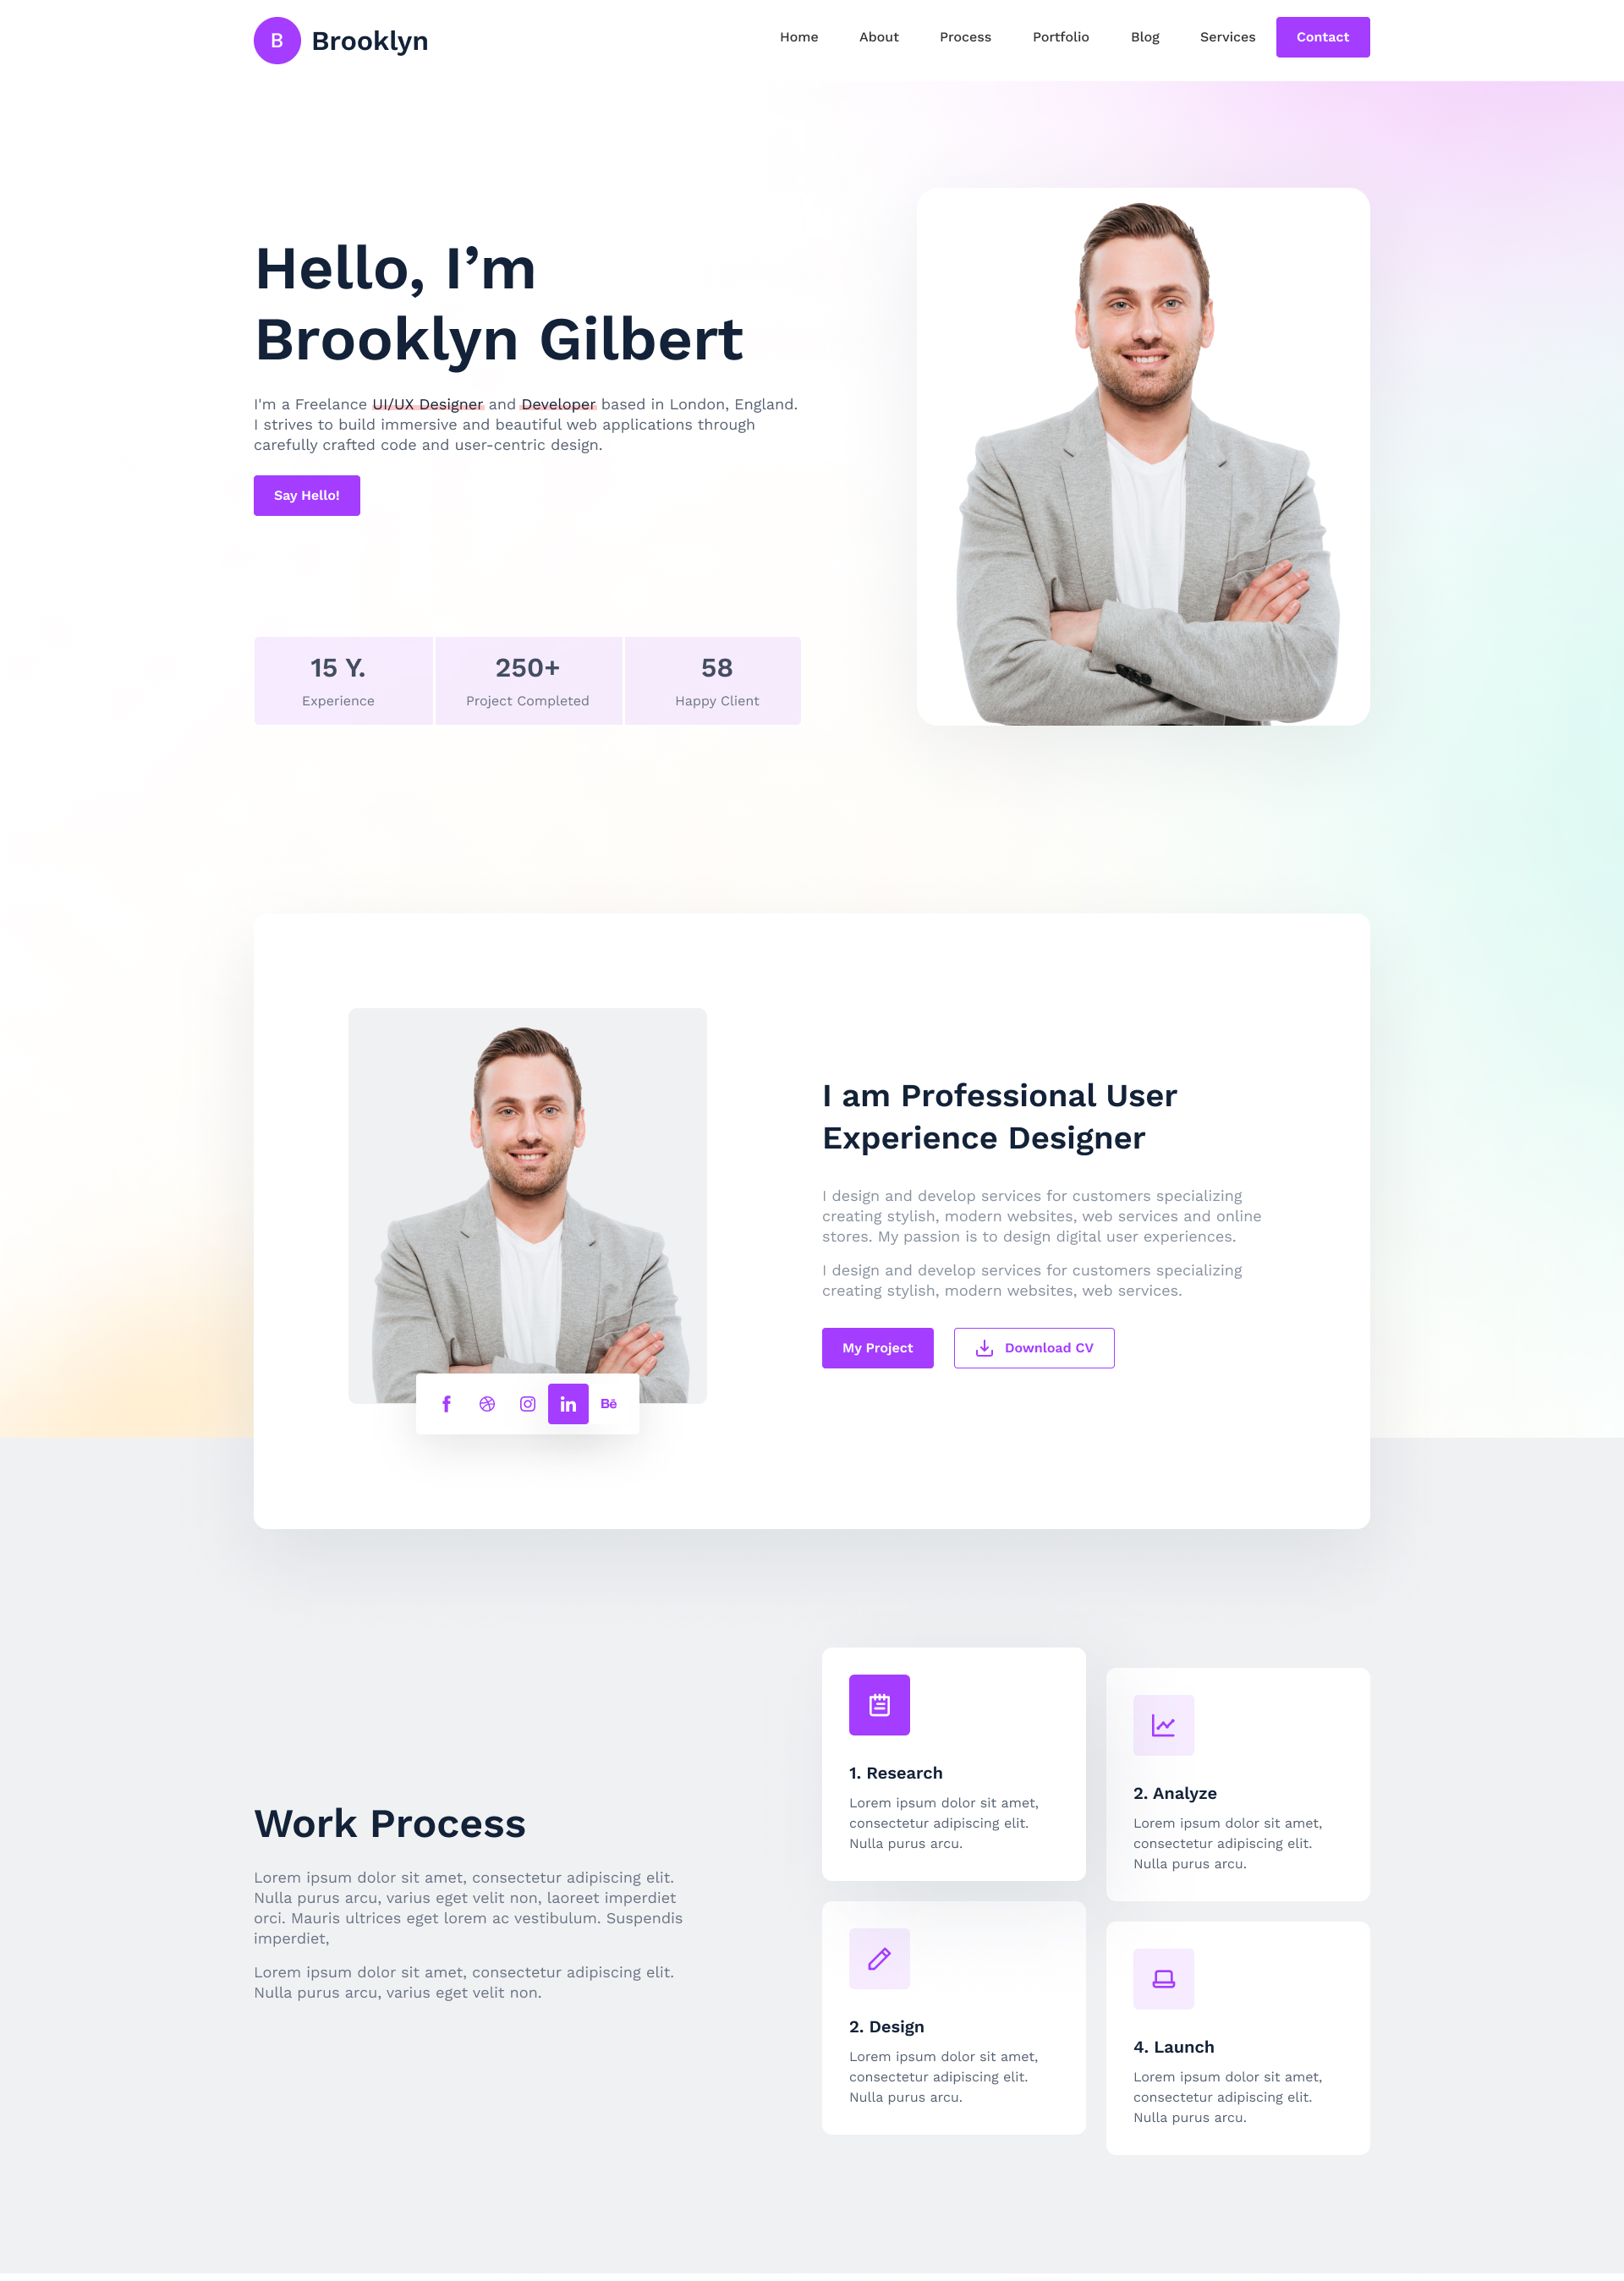 B Brooklyn
Home About Process Portfolio Blog Services Contact
Hello, I’m
Brooklyn Gilbert
I'm a Freelance UI/UX Designer and Developer based in London, England.
I strives to build immersive and beautiful web applications through
carefully crafted code and user-centric design.
Say Hello!
15 Y.
Experience
250+
Project Completed
58
Happy Client
I am Professional User
Experience Designer
I design and develop services for customers specializing
creating stylish, modern websites, web services and online
stores. My passion is to design digital user experiences.
I design and develop services for customers specializing
creating stylish, modern websites, web services.
My Project Download CV
Work Process
Lorem ipsum dolor sit amet, consectetur adipiscing elit.
Nulla purus arcu, varius eget velit non, laoreet imperdiet
orci. Mauris ultrices eget lorem ac vestibulum. Suspendis
imperdiet,
Lorem ipsum dolor sit amet, consectetur adipiscing elit.
Nulla purus arcu, varius eget velit non.
1. Research
Lorem ipsum dolor sit amet,
consectetur adipiscing elit.
Nulla purus arcu.
2. Analyze
Lorem ipsum dolor sit amet,
consectetur adipiscing elit.
Nulla purus arcu.
2. Design
Lorem ipsum dolor sit amet,
consectetur adipiscing elit.
Nulla purus arcu.
4. Launch
Lorem ipsum dolor sit amet,
consectetur adipiscing elit.
Nulla purus arcu.